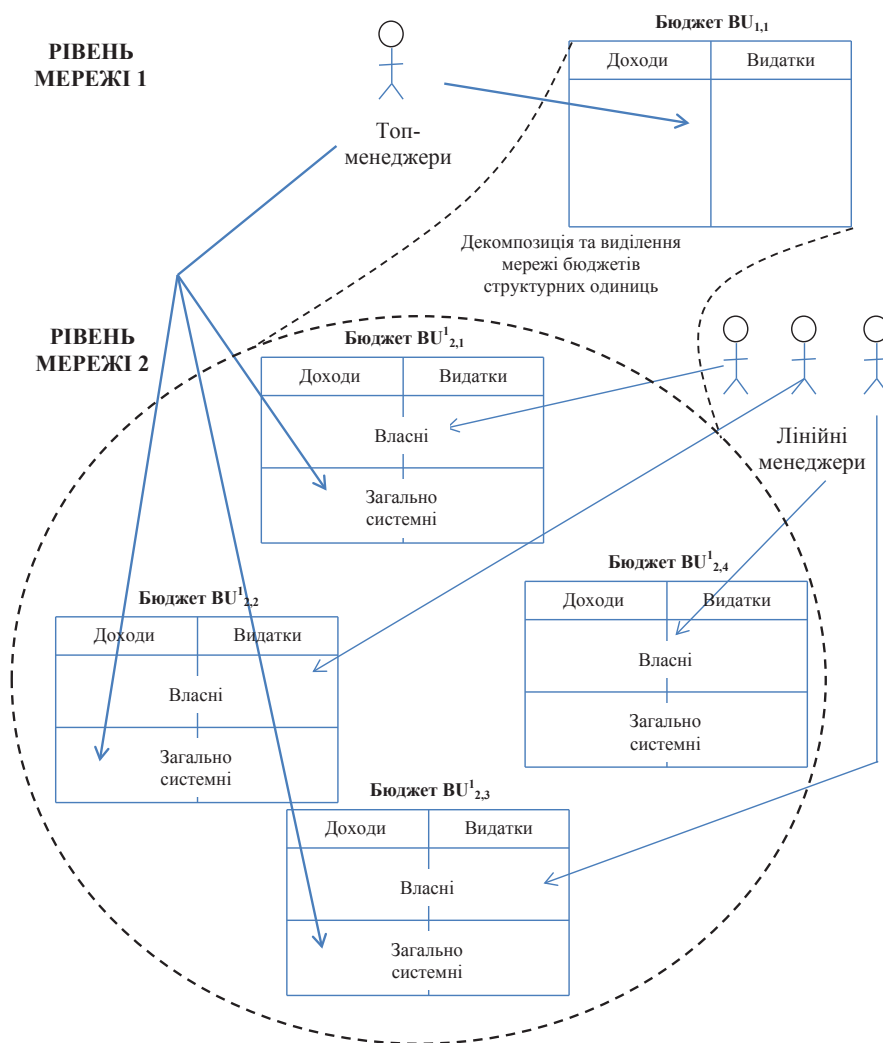 РІВЕНЬ
МЕРЕЖІ 1
Топ-
менеджери
Бюджет BU1,1
Доходи Видатки
Декомпозиція та виділення
мережі бюджетів
структурних одиниць
РІВЕНЬ
МЕРЕЖІ 2
Бюджет BU¹2,1
Доходи Видатки
Власні
Загально
системні
Лінійні
менеджери
Бюджет BU¹2,4
Доходи Видатки
Власні
Загально
системні
Бюджет BU¹2,2
Доходи Видатки
Власні
Загально
системні
Бюджет BU¹2,3
Доходи Видатки
Власні
Загально
системні